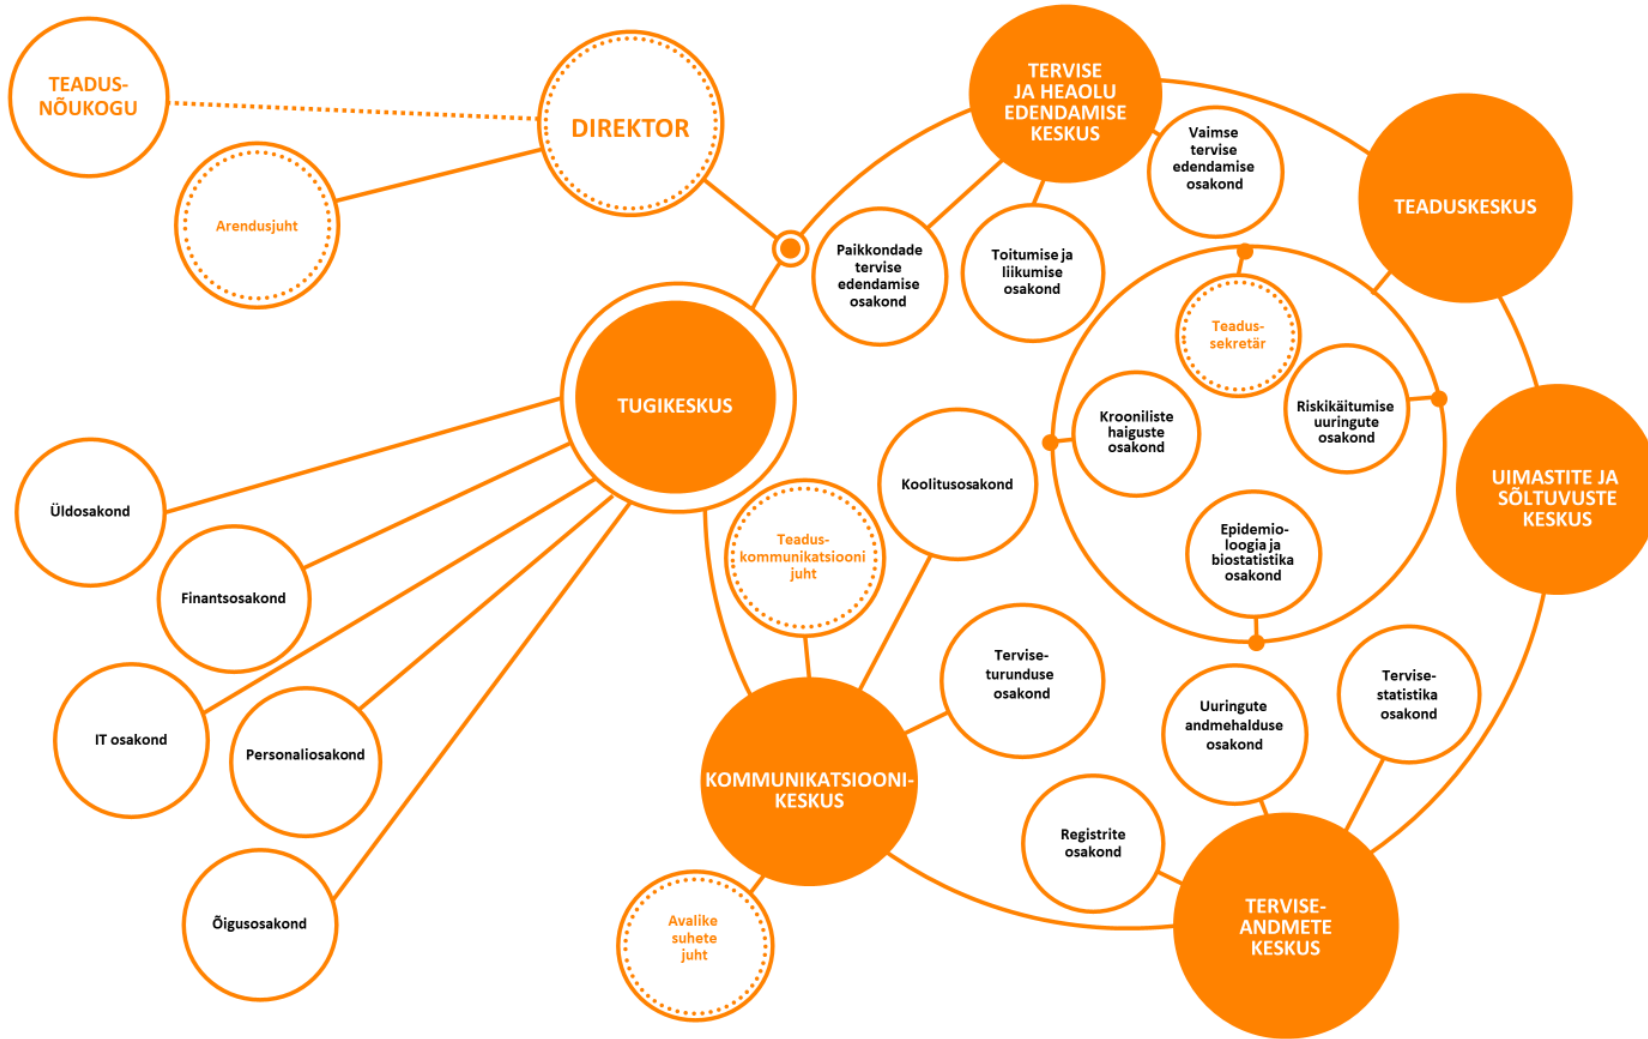 TEADUS-
NÕUKOGU
DIREKTOR
Arendusjuht
TERVISE
JA HEAOLU
EDENDAMISE
KESKUS
Vaimse
tervise
edendamise
osakond
Paikkondade
tervise
edendamise
osakond
Toitumise ja
liikumise
osakond
TEADUSKESKUS
Teadus-
sekretär
Krooniliste
haiguste
osakond
Riskikäitumise
uuringute
osakond
Epidemio-
loogia ja
biostatistika
osakond
UIMASTITE JA
SÕLTUVUSTE
KESKUS
TUGIKESKUS
Üldosakond
Finantsosakond
IT osakond
Personaliosakond
Õigusosakond
Koolitusosakond
Teadus-
kommunikatsiooni
juht
Tervise-
turunduse
osakond
KOMMUNIKATSIOONI-
KESKUS
Avalike
suhete
juht
Uuringute
andmehalduse
osakond
Tervise-
statistika
osakond
Registrite
osakond
TERVISE-
ANDMETE
KESKUS